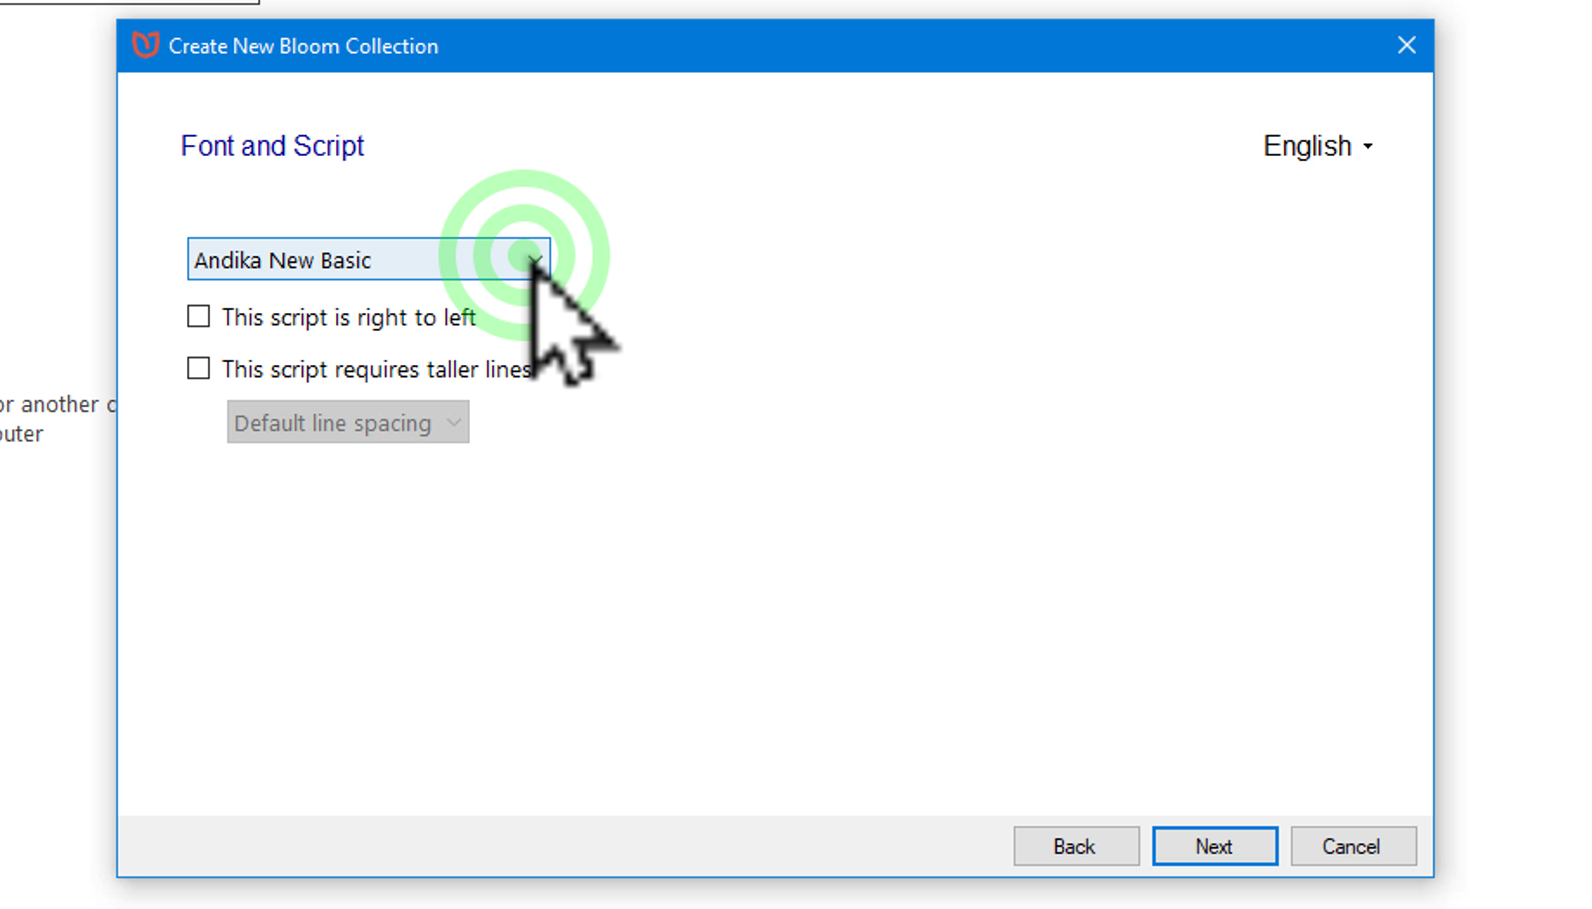 Create New Bloom Collection
Font and Script
English
Andika New Basic
This script is right to left
This script requires taller lines
or another
Default line spacing
Back
Next
Cancel